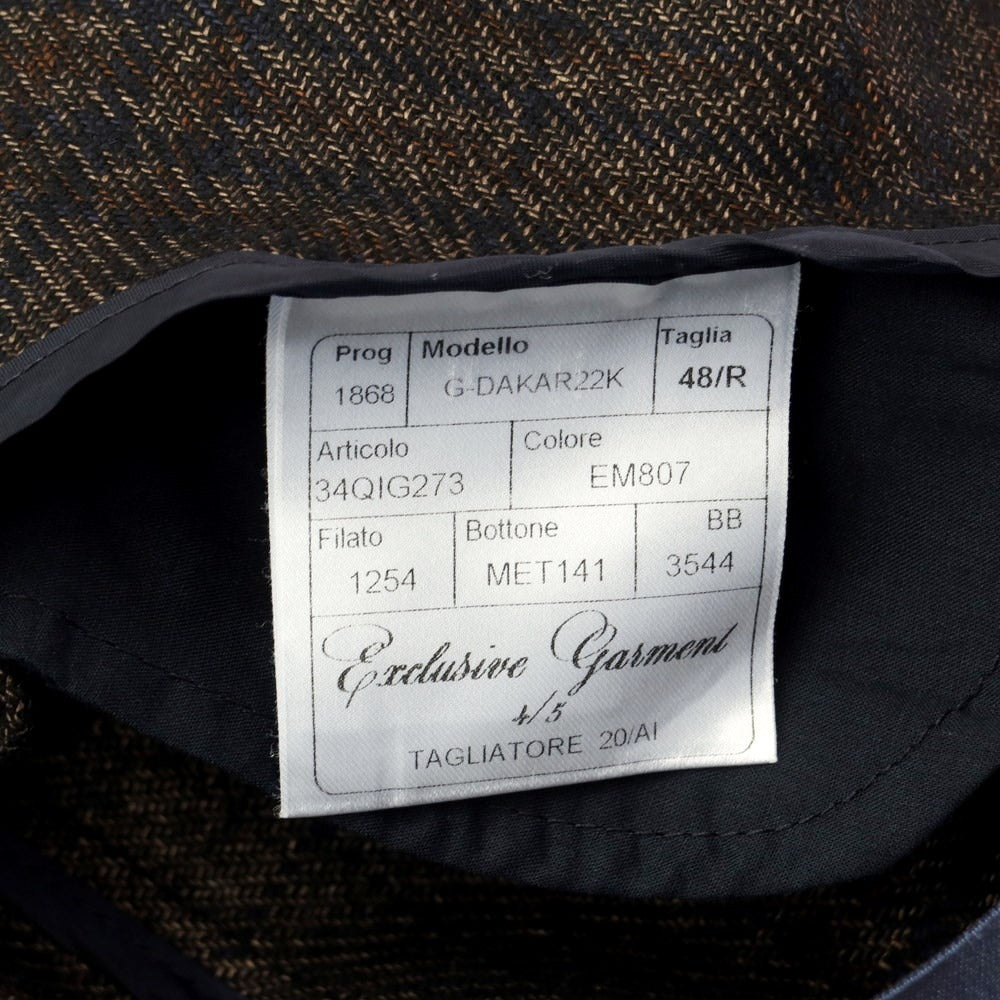 Prog Modello Taglia
1868 G-DAKAR22K 48/R
Articolo Colore
34QIG273 EM807
Filato Bottone BB
1254 MET141 3544
Exclusive Garment
4/5
TAGLIATORE 20/AI